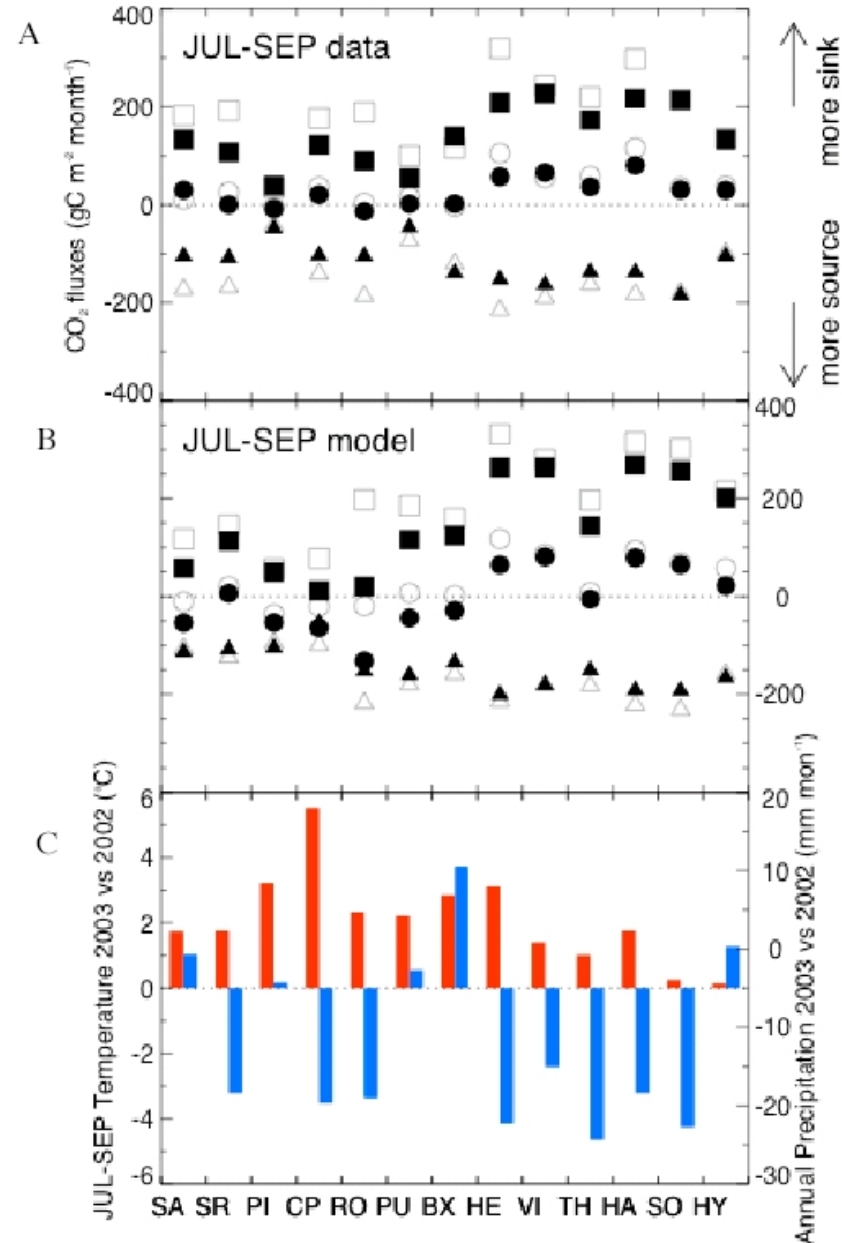 A
JUL-SEP data
400
200
0
-200
-400
CO₂ fluxes (gC m⁻² month⁻¹)
more sink
more source
B
JUL-SEP model
400
200
0
-200
C
JUL-SEP Temperature 2003 vs 2002 (°C)
6
4
2
0
-2
-4
-6
20
10
0
-10
-20
-30
Annual Precipitation 2003 vs 2002 (mm mon⁻¹)
SA SR PI CP RO PU BX HE VI TH HA SO HY